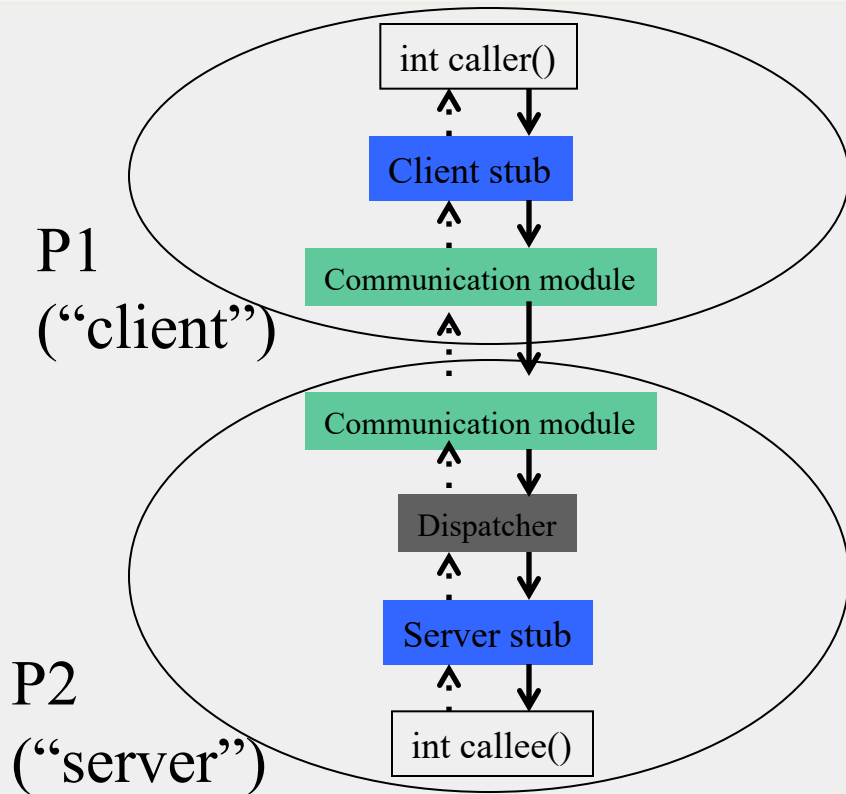 int caller()
Client stub
P1
(“client”)
Communication module
Communication module
Dispatcher
Server stub
P2
(“server”)
int callee()